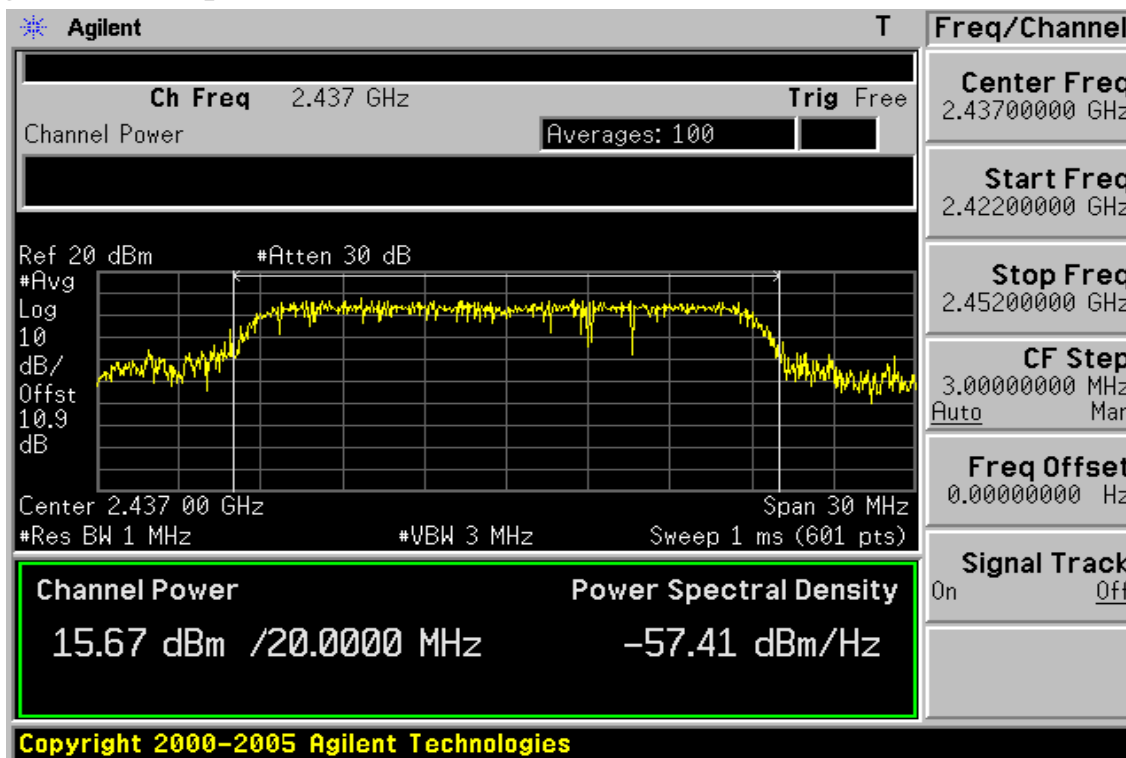 Agilent T Freq/Channel
Ch Freq 2.437 GHz Trig Free
Channel Power Averages: 100
Center Freq
2.43700000 GHz
Start Freq
2.42200000 GHz
Stop Freq
2.45200000 GHz
CF Step
3.00000000 MHz
Auto Man
Freq Offset
0.00000000 Hz
Signal Track
On Off
Ref 20 dBm #Atten 30 dB
#Avg
Log
10
dB/
Offst
10.9
dB
Center 2.437 00 GHz Span 30 MHz
#Res BW 1 MHz #VBW 3 MHz Sweep 1 ms (601 pts)
Channel Power Power Spectral Density
15.67 dBm /20.0000 MHz -57.41 dBm/Hz
Copyright 2000-2005 Agilent Technologies